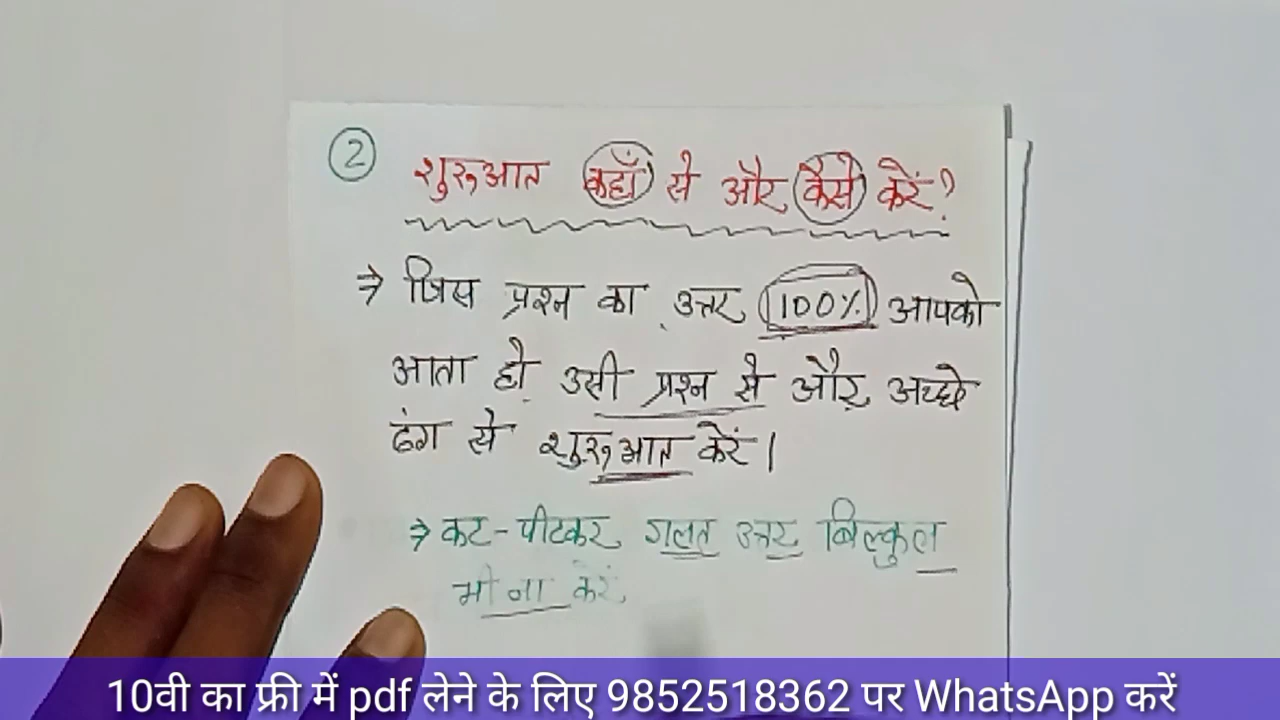 2
शुरुआत कहाँ से और कैसे करें?
→ जिस प्रश्न का उत्तर 100% आपको
आता हो उसी प्रश्न से और अच्छे
ढंग से शुरुआत करें।
→ कट-पीटकर गलत उत्तर बिल्कुल
भी ना करें
10वी का फ्री में pdf लेने के लिए 9852518362 पर WhatsApp करें